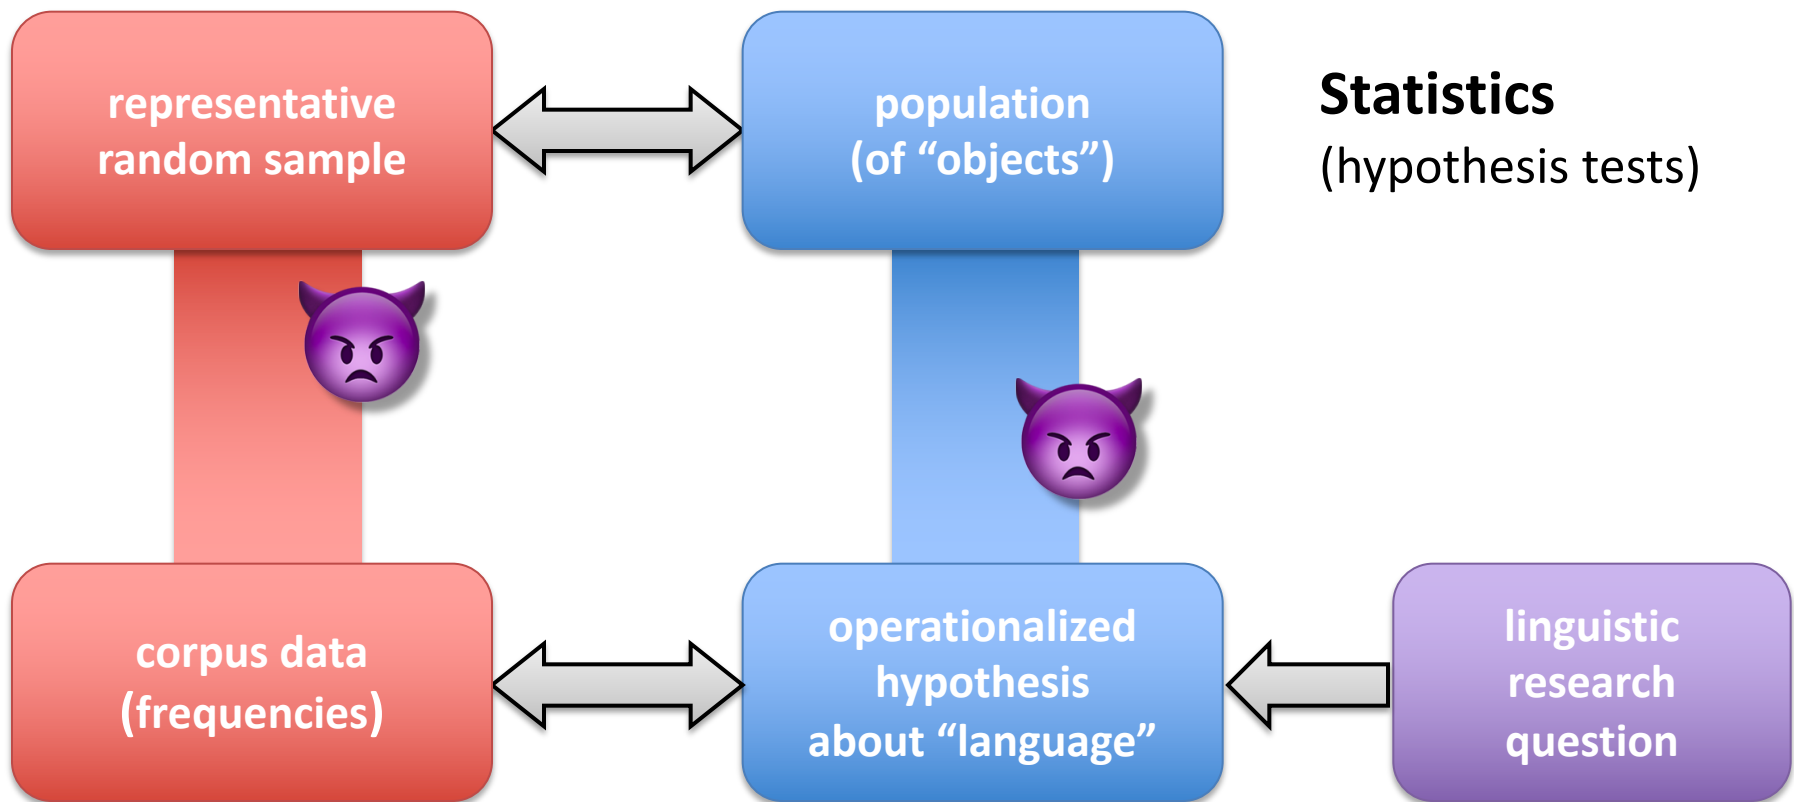 representative
random sample
population
(of “objects”)
Statistics
(hypothesis tests)
corpus data
(frequencies)
operationalized
hypothesis
about “language”
linguistic
research
question